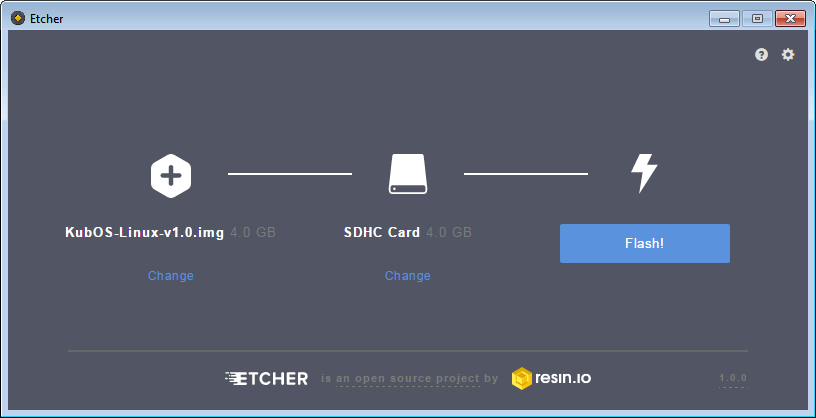 Etcher
KubOS-Linux-v1.0.img 4.0 GB
SDHC Card 4.0 GB
Flash!
Change
Change
ETCHER is an open source project by resin.io
1.0.0